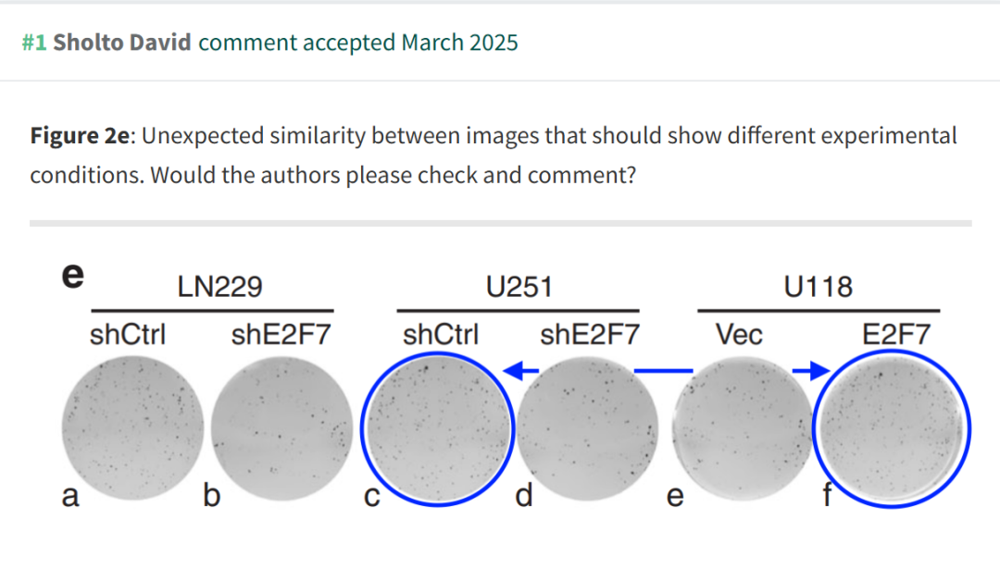 #1 Sholto David comment accepted March 2025
Figure 2e: Unexpected similarity between images that should show different experimental
conditions. Would the authors please check and comment?
e
LN229 U251 U118
shCtrl shE2F7 shCtrl shE2F7 Vec E2F7
a b c d e f